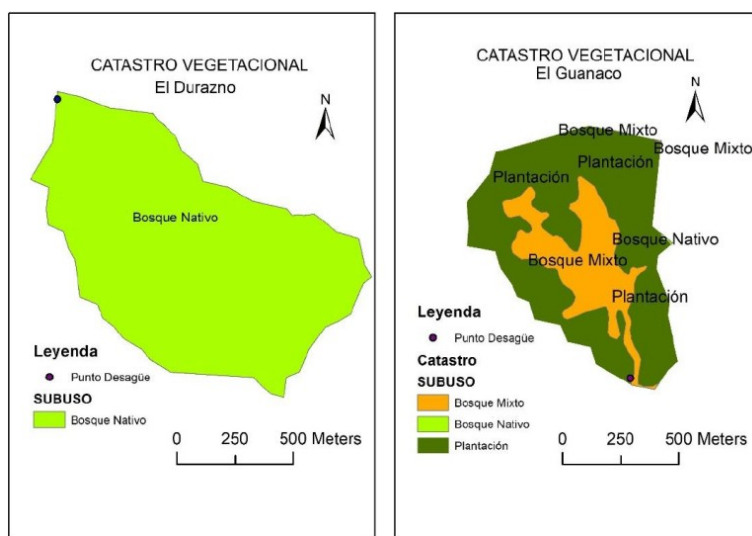 CATASTRO VEGETACIONAL
El Durazno
N
Bosque Nativo
Leyenda
Punto Desagüe
SUBUSO
Bosque Nativo
0 250 500 Meters
CATASTRO VEGETACIONAL
El Guanaco
N
Bosque Mixto
Bosque Mixto
Plantación
Plantación
Bosque Nativo
Bosque Mixto
Plantación
Leyenda
Punto Desagüe
Catastro
SUBUSO
Bosque Mixto
Bosque Nativo
Plantación
0 250 500 Meters